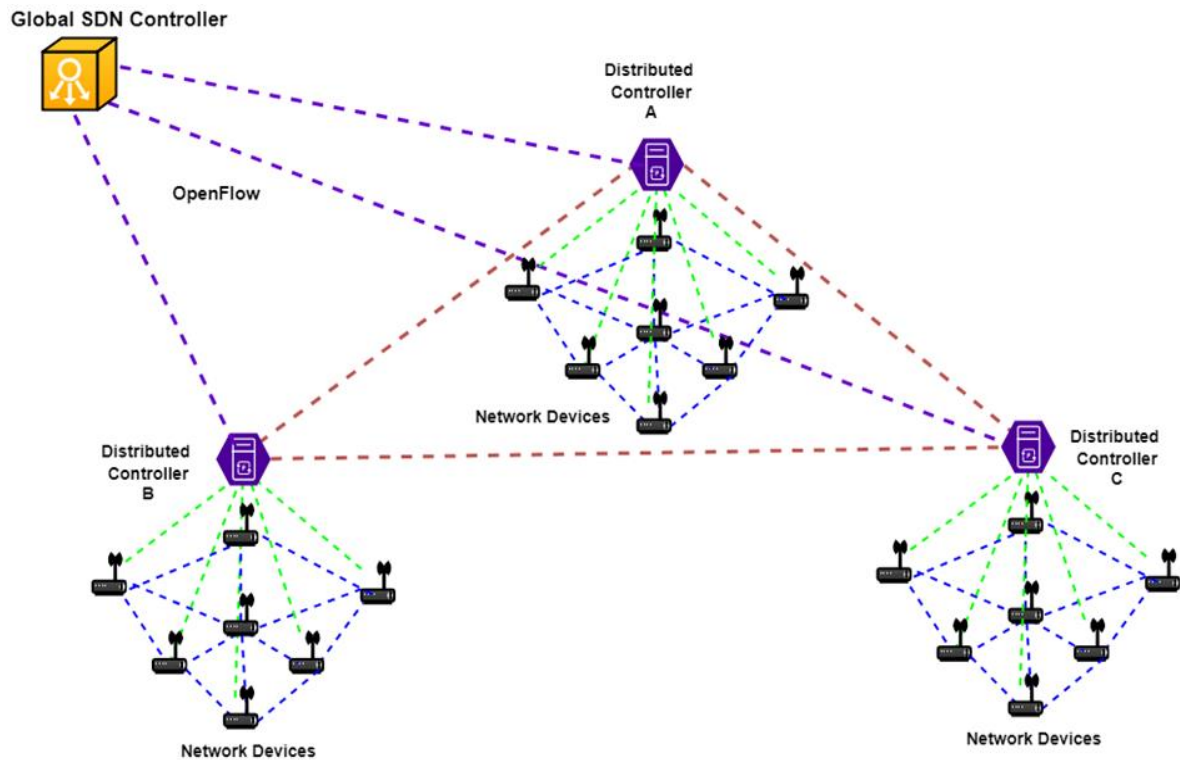 Global SDN Controller
Distributed
Controller
A
OpenFlow
Network Devices
Distributed
Controller
B
Distributed
Controller
C
Network Devices
Network Devices